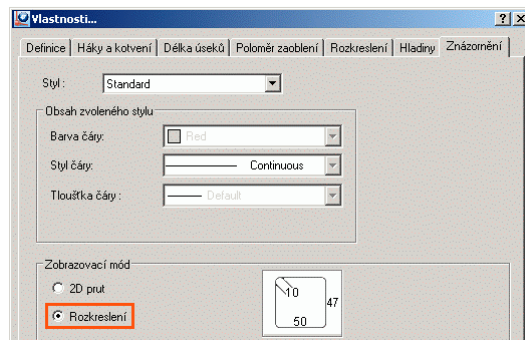 Vlastnosti...
Definice Háky a kotvení Délka úseků Poloměr zaoblení Rozkreslení Hladiny Znázornění
Styl : Standard
Obsah zvoleného stylu
Barva čáry: Red
Styl čáry: Continuous
Tloušťka čáry : Default
Zobrazovací mód
2D prut
Rozkreslení
10
47
50